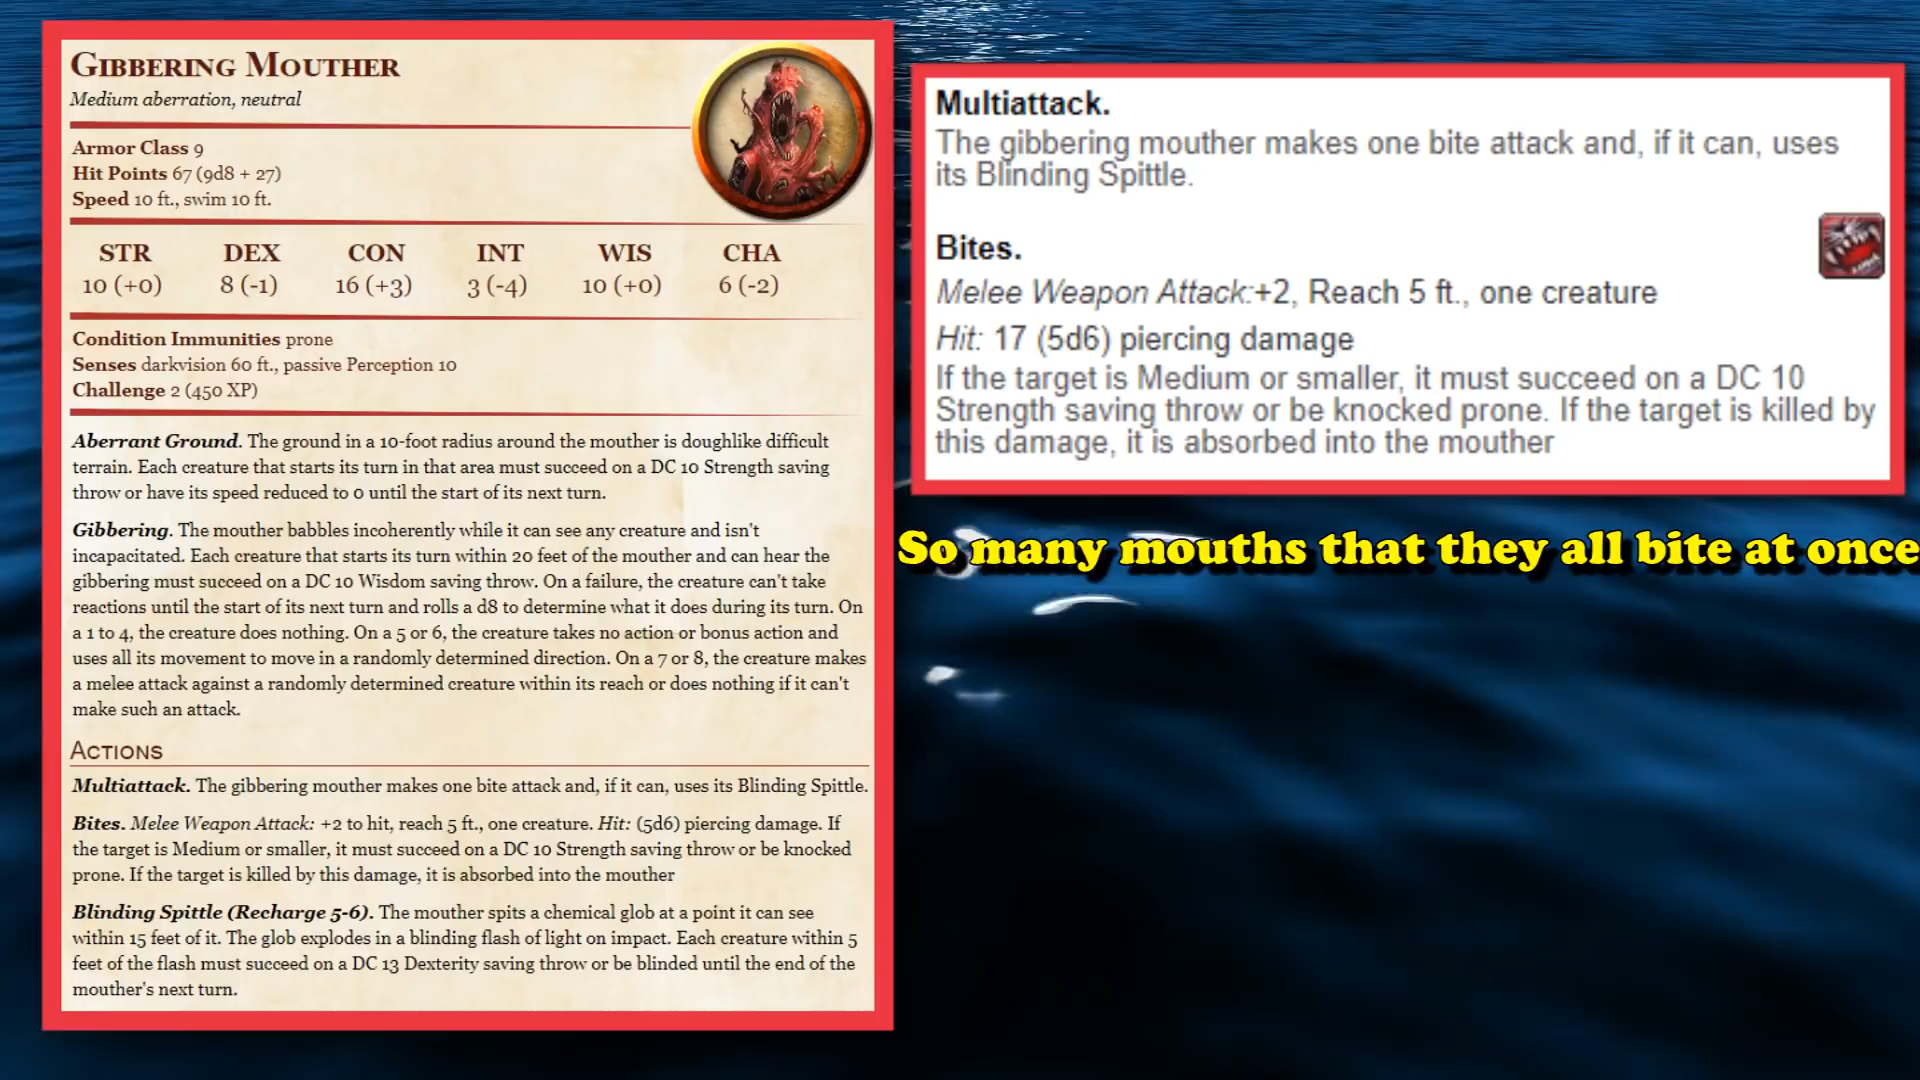 Gibbering Mouther
Medium aberration, neutral
Armor Class 9
Hit Points 67 (9d8 + 27)
Speed 10 ft., swim 10 ft.
STR DEX CON INT WIS CHA
10 (+0) 8 (-1) 16 (+3) 3 (-4) 10 (+0) 6 (-2)
Condition Immunities prone
Senses darkvision 60 ft., passive Perception 10
Challenge 2 (450 XP)
Aberrant Ground. The ground in a 10-foot radius around the mouther is doughlike difficult
terrain. Each creature that starts its turn in that area must succeed on a DC 10 Strength saving
throw or have its speed reduced to 0 until the start of its next turn.
Gibbering. The mouther babbles incoherently while it can see any creature and isn't
incapacitated. Each creature that starts its turn within 20 feet of the mouther and can hear the
gibbering must succeed on a DC 10 Wisdom saving throw. On a failure, the creature can't take
reactions until the start of its next turn and rolls a d8 to determine what it does during its turn. On
a 1 to 4, the creature does nothing. On a 5 or 6, the creature takes no action or bonus action and
uses all its movement to move in a randomly determined direction. On a 7 or 8, the creature makes
a melee attack against a randomly determined creature within its reach or does nothing if it can't
make such an attack.
Actions
Multiattack. The gibbering mouther makes one bite attack and, if it can, uses its Blinding Spittle.
Bites. Melee Weapon Attack: +2 to hit, reach 5 ft., one creature. Hit: (5d6) piercing damage. If
the target is Medium or smaller, it must succeed on a DC 10 Strength saving throw or be knocked
prone. If the target is killed by this damage, it is absorbed into the mouther
Blinding Spittle (Recharge 5-6). The mouther spits a chemical glob at a point it can see
within 15 feet of it. The glob explodes in a blinding flash of light on impact. Each creature within 5
feet of the flash must succeed on a DC 13 Dexterity saving throw or be blinded until the end of the
mouther's next turn.
Multiattack.
The gibbering mouther makes one bite attack and, if it can, uses
its Blinding Spittle.
Bites.
Melee Weapon Attack:+2, Reach 5 ft., one creature
Hit: 17 (5d6) piercing damage
If the target is Medium or smaller, it must succeed on a DC 10
Strength saving throw or be knocked prone. If the target is killed by
this damage, it is absorbed into the mouther
So many mouths that they all bite at once